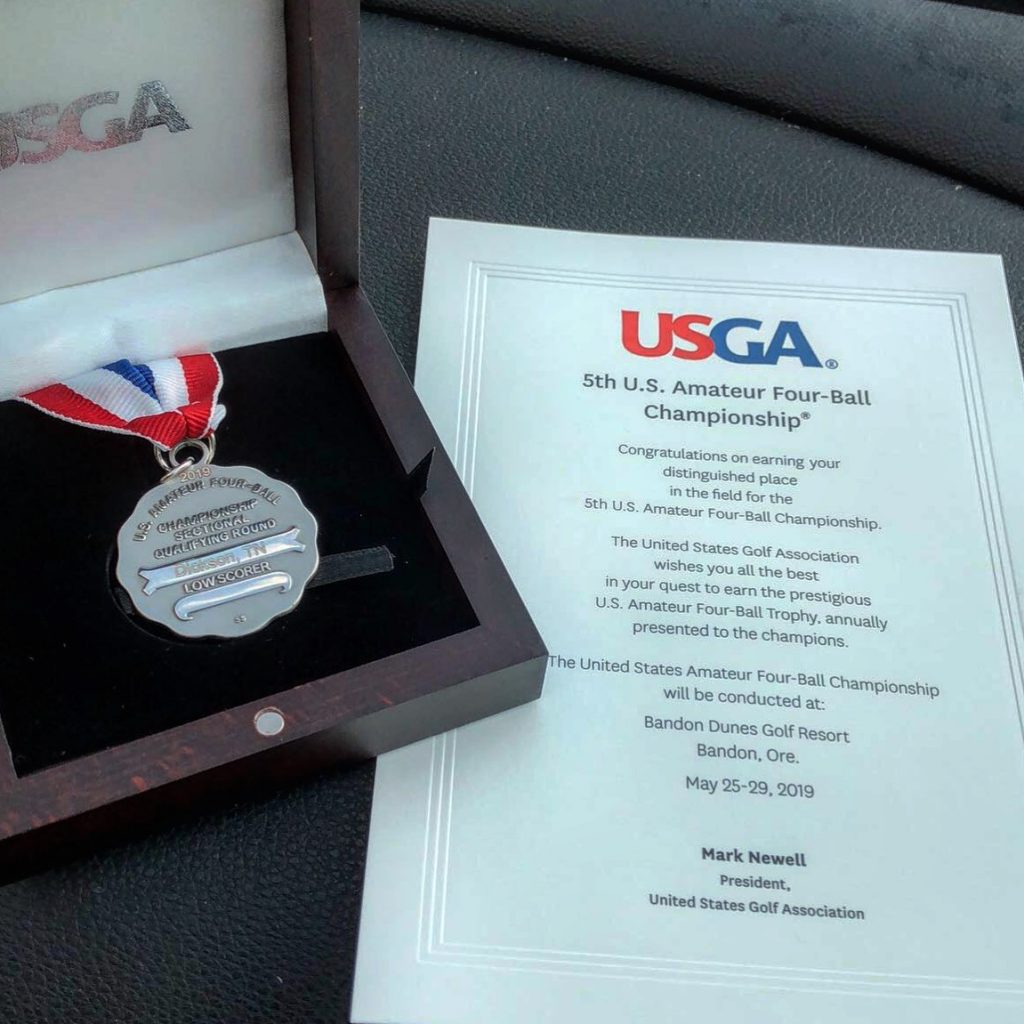 USGA
2019
U.S. AMATEUR FOUR-BALL
CHAMPIONSHIP
SECTIONAL
QUALIFYING ROUND
Dickson, TN
LOW SCORER
USGA®
5th U.S. Amateur Four-Ball
Championship®
Congratulations on earning your
distinguished place
in the field for the
5th U.S. Amateur Four-Ball Championship.
The United States Golf Association
wishes you all the best
in your quest to earn the prestigious
U.S. Amateur Four-Ball Trophy, annually
presented to the champions.
The United States Amateur Four-Ball Championship
will be conducted at:
Bandon Dunes Golf Resort
Bandon, Ore.
May 25-29, 2019
Mark Newell
President,
United States Golf Association